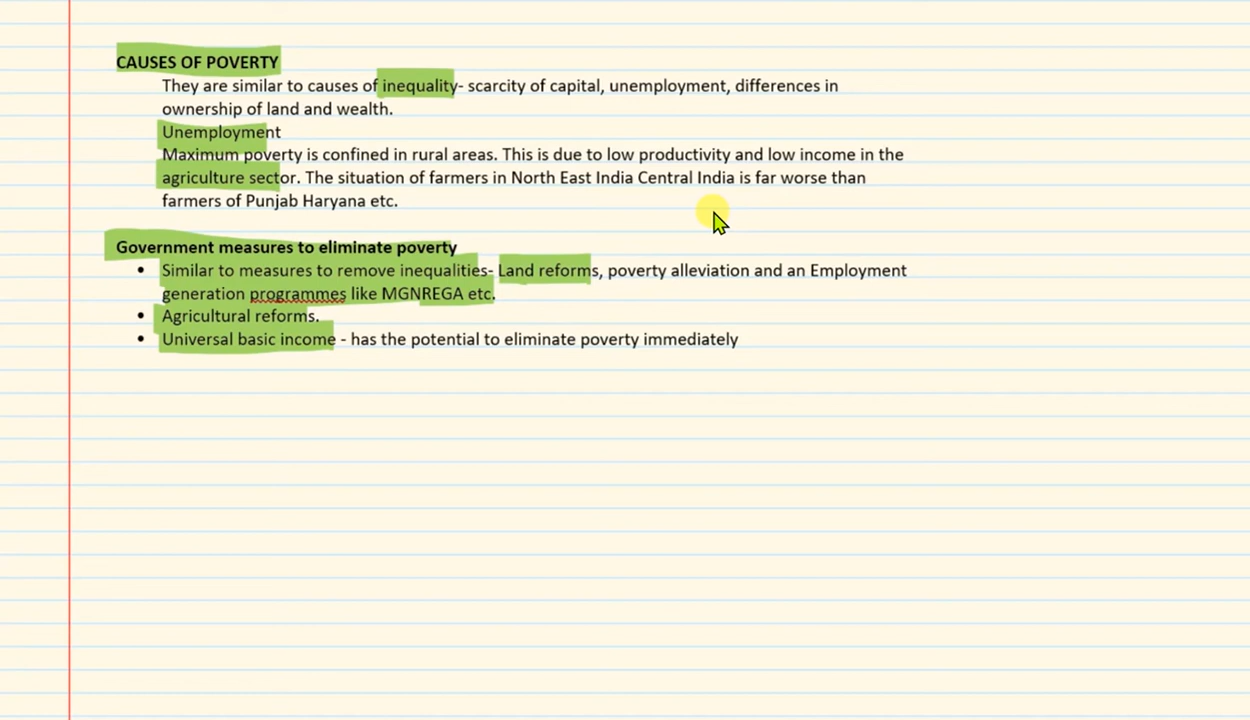 CAUSES OF POVERTY
They are similar to causes of inequality- scarcity of capital, unemployment, differences in
ownership of land and wealth.
Unemployment
Maximum poverty is confined in rural areas. This is due to low productivity and low income in the
agriculture sector. The situation of farmers in North East India Central India is far worse than
farmers of Punjab Haryana etc.
Government measures to eliminate poverty
• Similar to measures to remove inequalities- Land reforms, poverty alleviation and an Employment
generation programmes like MGNREGA etc.
• Agricultural reforms.
• Universal basic income - has the potential to eliminate poverty immediately